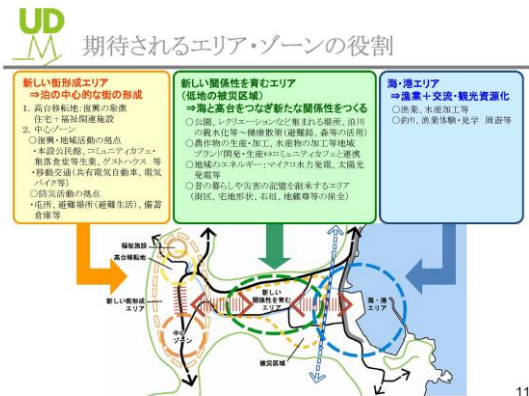 UD
M
期待されるエリア・ゾーンの役割
新しい街形成エリア
⇒泊の中心的な街の形成
1. 高台移転地：復興の象徴
住宅＋福祉関連施設
2. 中心ゾーン
○復興・地域活動の拠点
・本設公民館、コミュニティカフェ・
集落食堂等生業、ゲストハウス 等
・移動交通（共有電気自動車、電気
バイク等）
○防災活動の拠点
・屯所、避難場所（避難生活）、備蓄
倉庫等
新しい関係性を育むエリア
（低地の被災区域）
⇒海と高台をつなぎ新たな関係性をつくる
○公園、レクリエーションなど集まれる場所、泊川
の親水化等～健康散策（避難路、森等の活用）
○農作物の生産・加工、水産物の加工等地域
ブランド開発・生産⇔コミュニティカフェと連携
○地域のエネルギー：マイクロ水力発電、太陽光
発電等
○昔の暮らしや災害の記憶を継承するエリア
（街区、宅地形状、石垣、地蔵尊等の保全）
海・港エリア
⇒漁業＋交流・観光資源化
○漁業、水産加工等
○釣り、漁業体験・見学 周遊等
福祉施設
高台移転地
新しい街形成
エリア
中心
ゾーン
新しい
関係性を育む
エリア
被災区域
海・港
エリア
11